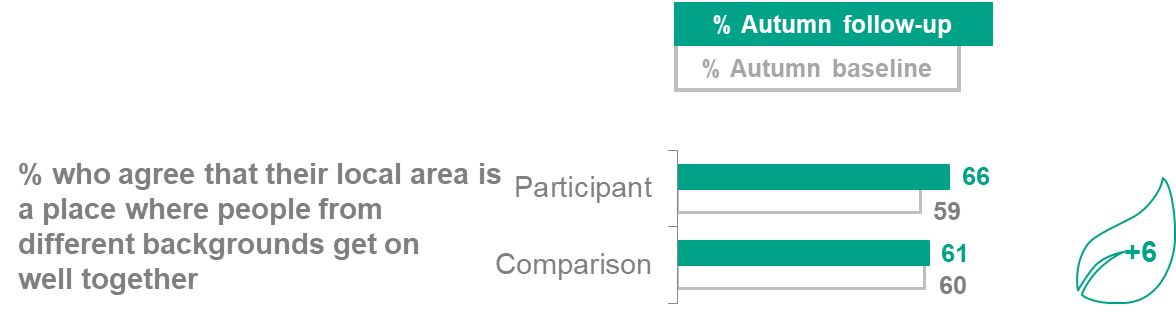 % Autumn follow-up
% Autumn baseline
% who agree that their local area is
a place where people from
different backgrounds get on
well together
Participant
66
59
Comparison
61
60
+6